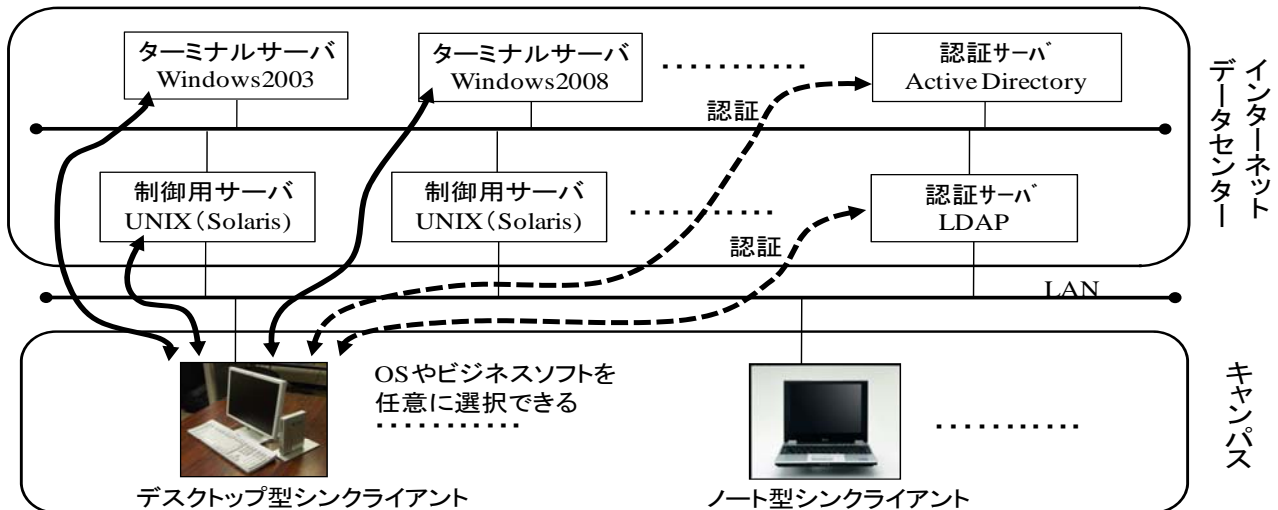 ターミナルサーバ
Windows2003
ターミナルサーバ
Windows2008
認証サーバ
Active Directory
認証
制御用サーバ
UNIX(Solaris)
制御用サーバ
UNIX(Solaris)
認証サーバ
LDAP
認証
インターネット
データセンター
LAN
OSやビジネスソフトを
任意に選択できる
デスクトップ型シンクライアント
ノート型シンクライアント
キャンパス